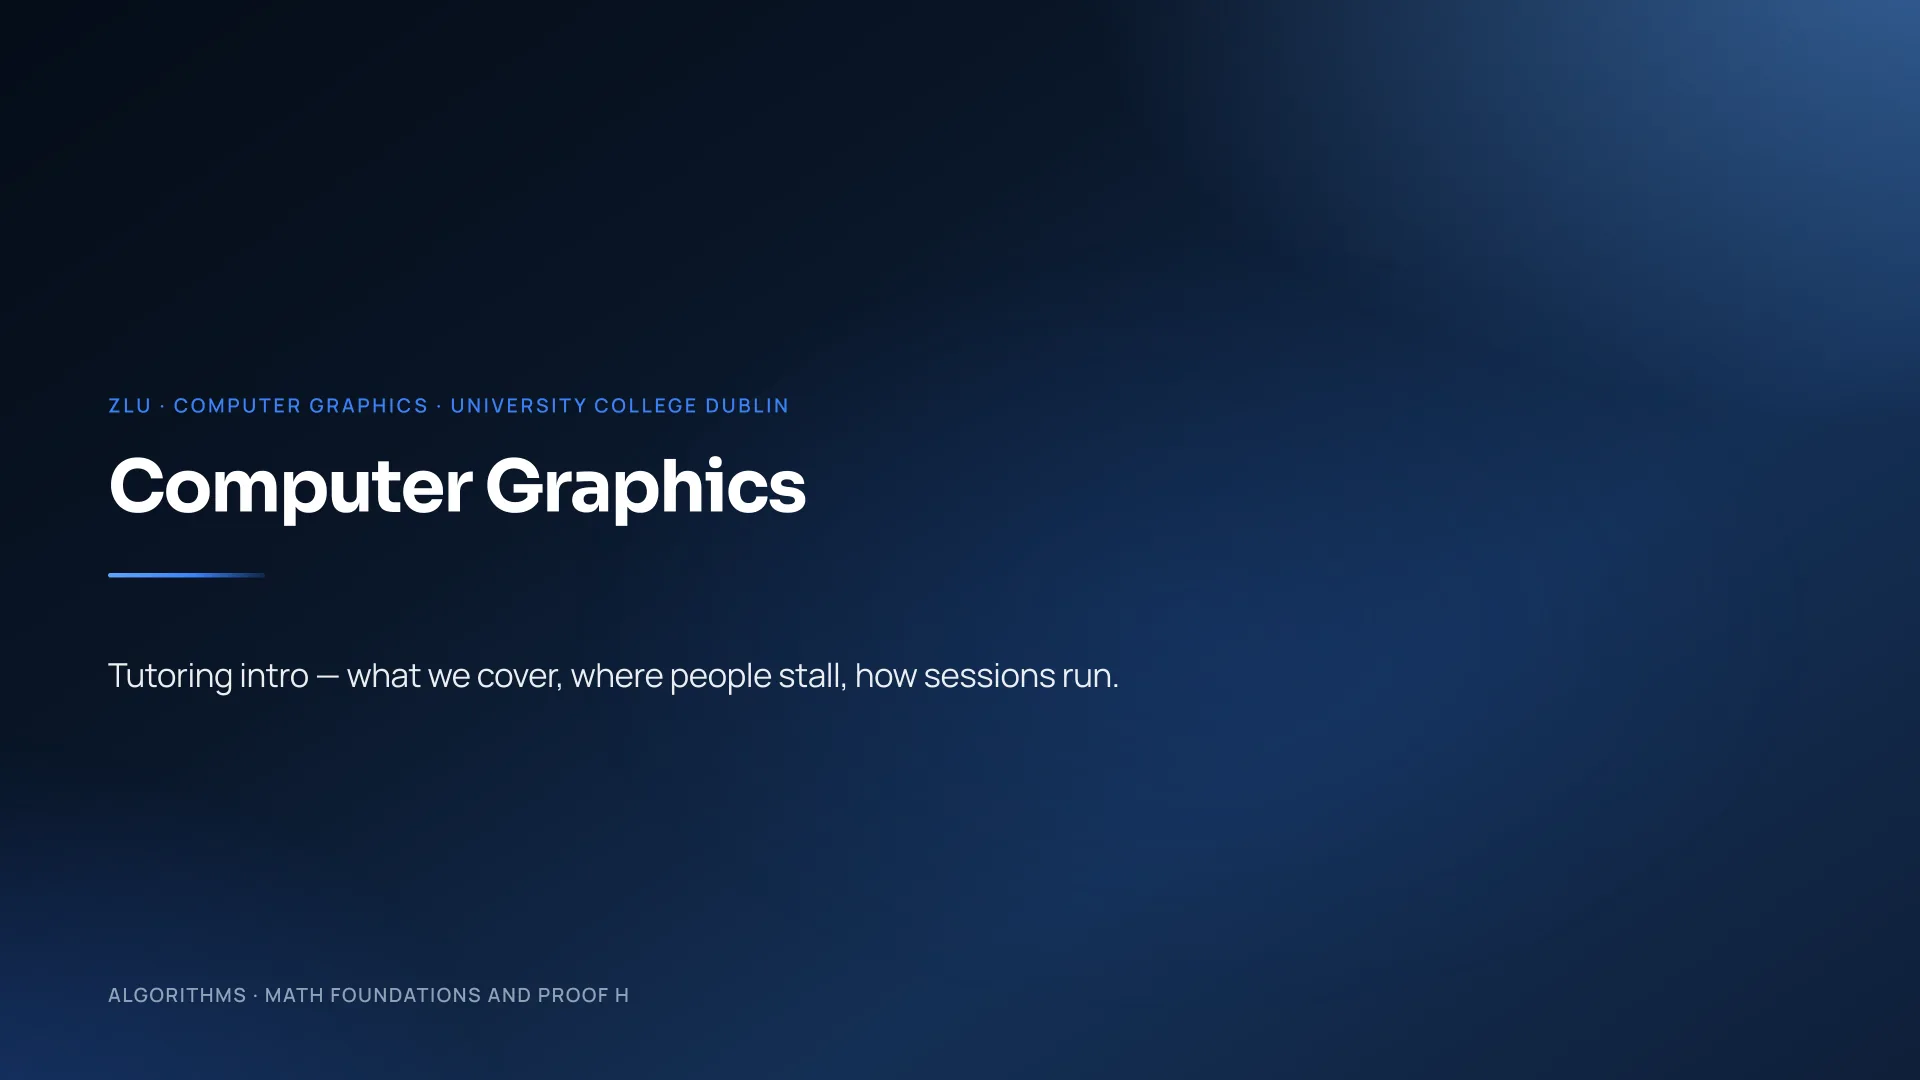 ZLU · COMPUTER GRAPHICS · UNIVERSITY COLLEGE DUBLIN
Computer Graphics
Tutoring intro — what we cover, where people stall, how sessions run.
ALGORITHMS · MATH FOUNDATIONS AND PROOF H